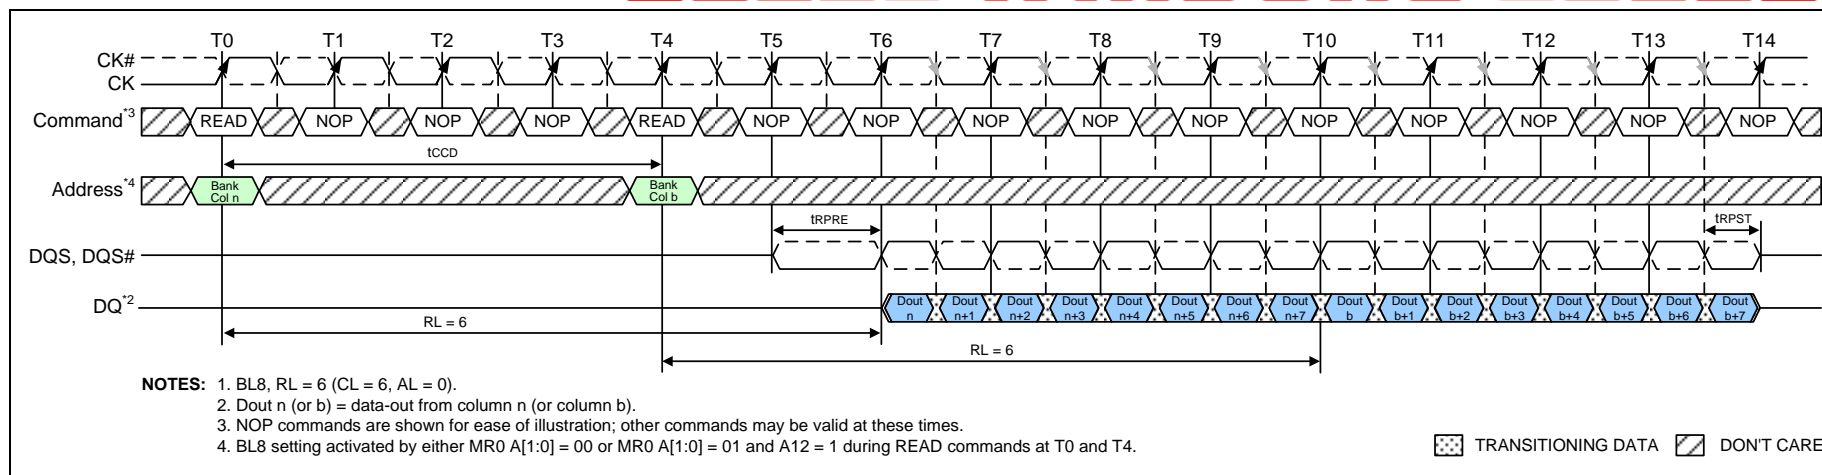 T0 T1 T2 T3 T4 T5 T6 T7 T8 T9 T10 T11 T12 T13 T14
CK#
CK
Command*3 READ NOP NOP NOP READ NOP NOP NOP NOP NOP NOP NOP NOP NOP NOP
tCCD
Address*4 Bank Col n Bank Col b
tRPRE tRPST
DQS, DQS#
DQ*2 Dout n Dout n+1 Dout n+2 Dout n+3 Dout n+4 Dout n+5 Dout n+6 Dout n+7 Dout b Dout b+1 Dout b+2 Dout b+3 Dout b+4 Dout b+5 Dout b+6 Dout b+7
RL = 6
RL = 6
NOTES: 1. BL8, RL = 6 (CL = 6, AL = 0).
2. Dout n (or b) = data-out from column n (or column b).
3. NOP commands are shown for ease of illustration; other commands may be valid at these times.
4. BL8 setting activated by either MR0 A[1:0] = 00 or MR0 A[1:0] = 01 and A12 = 1 during READ commands at T0 and T4.
TRANSITIONING DATA DON'T CARE